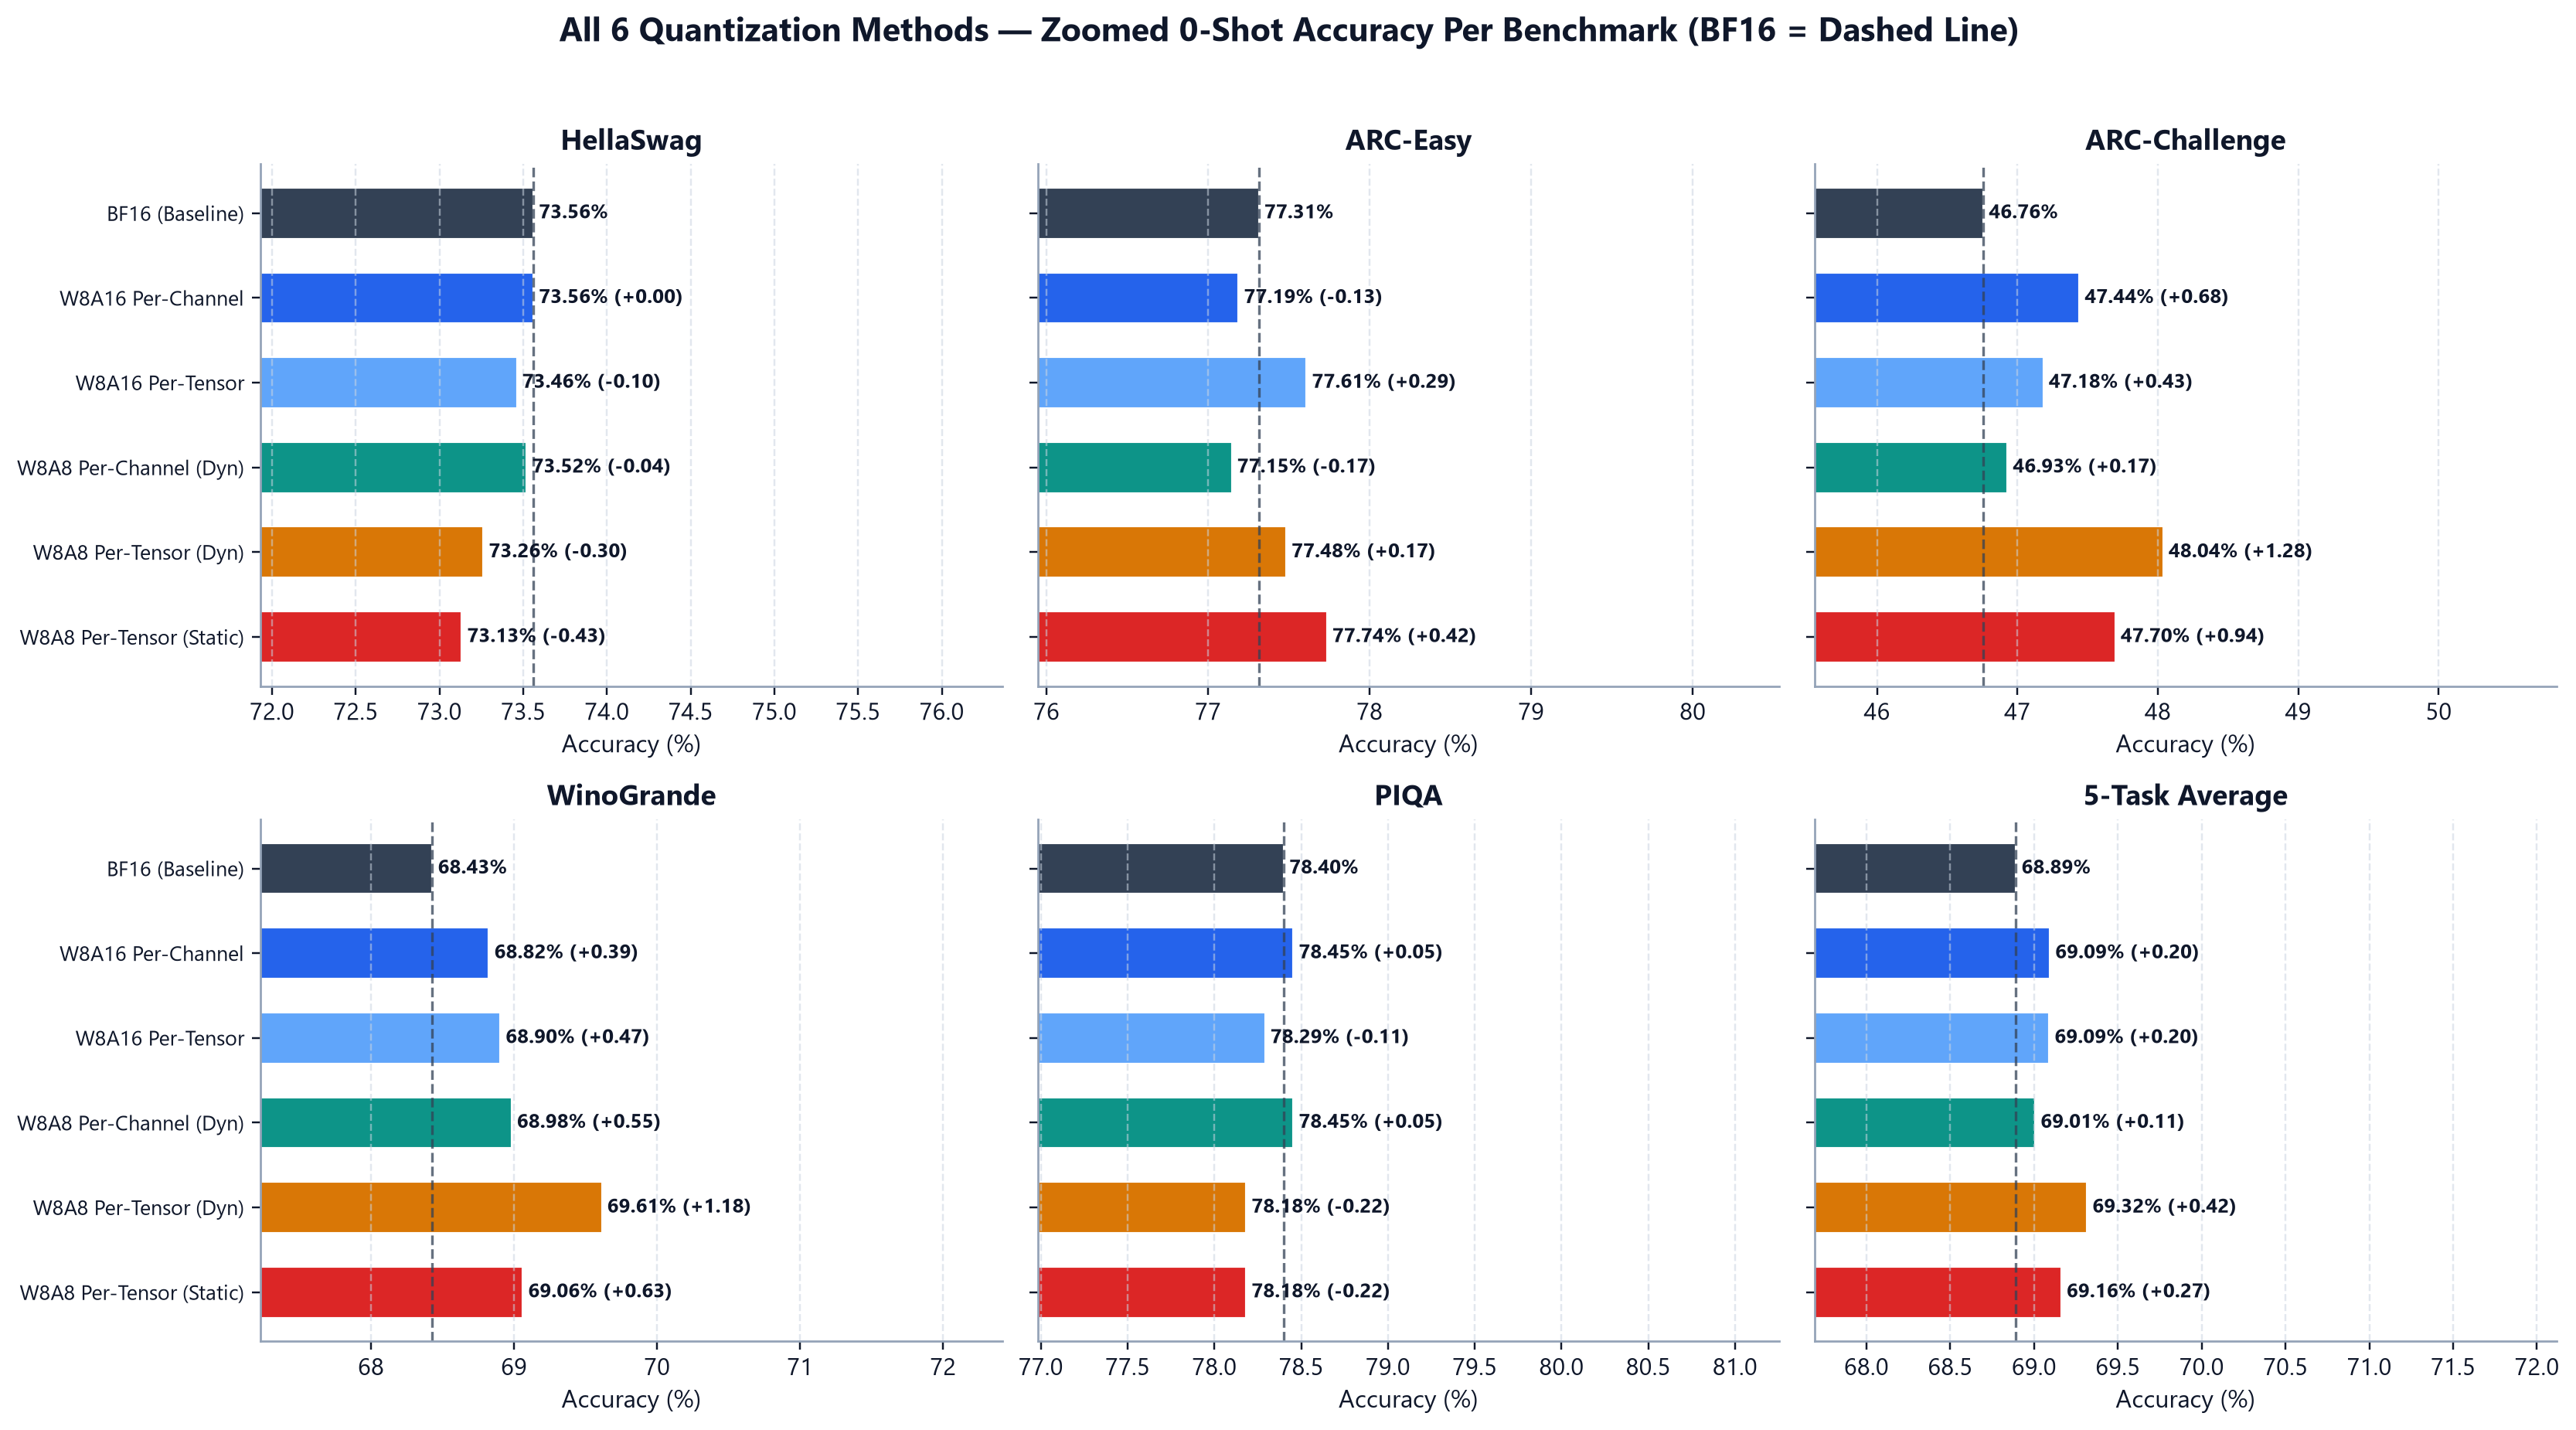 All 6 Quantization Methods — Zoomed 0-Shot Accuracy Per Benchmark (BF16 = Dashed Line)
HellaSwag
BF16 (Baseline)
73.56%
W8A16 Per-Channel
73.56% (+0.00)
W8A16 Per-Tensor
73.46% (-0.10)
W8A8 Per-Channel (Dyn)
73.52% (-0.04)
W8A8 Per-Tensor (Dyn)
73.26% (-0.30)
W8A8 Per-Tensor (Static)
73.13% (-0.43)
72.0 72.5 73.0 73.5 74.0 74.5 75.0 75.5 76.0
Accuracy (%)
ARC-Easy
77.31%
77.19% (-0.13)
77.61% (+0.29)
77.15% (-0.17)
77.48% (+0.17)
77.74% (+0.42)
76 77 78 79 80
Accuracy (%)
ARC-Challenge
46.76%
47.44% (+0.68)
47.18% (+0.43)
46.93% (+0.17)
48.04% (+1.28)
47.70% (+0.94)
46 47 48 49 50
Accuracy (%)
WinoGrande
BF16 (Baseline)
68.43%
W8A16 Per-Channel
68.82% (+0.39)
W8A16 Per-Tensor
68.90% (+0.47)
W8A8 Per-Channel (Dyn)
68.98% (+0.55)
W8A8 Per-Tensor (Dyn)
69.61% (+1.18)
W8A8 Per-Tensor (Static)
69.06% (+0.63)
68 69 70 71 72
Accuracy (%)
PIQA
78.40%
78.45% (+0.05)
78.29% (-0.11)
78.45% (+0.05)
78.18% (-0.22)
78.18% (-0.22)
77.0 77.5 78.0 78.5 79.0 79.5 80.0 80.5 81.0
Accuracy (%)
5-Task Average
68.89%
69.09% (+0.20)
69.09% (+0.20)
69.01% (+0.11)
69.32% (+0.42)
69.16% (+0.27)
68.0 68.5 69.0 69.5 70.0 70.5 71.0 71.5 72.0
Accuracy (%)